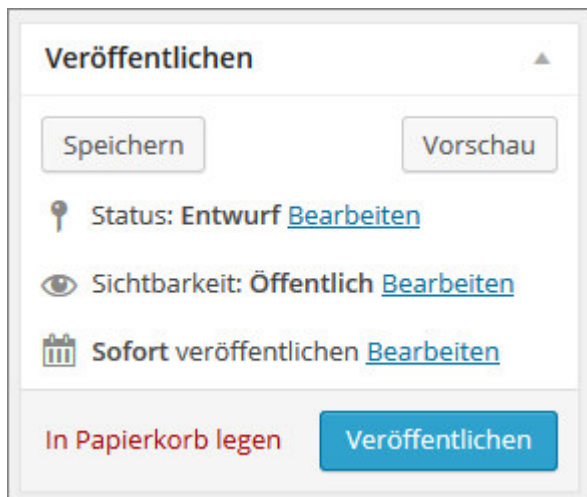 Veröffentlichen
Speichern Vorschau
Status: Entwurf Bearbeiten
Sichtbarkeit: Öffentlich Bearbeiten
Sofort veröffentlichen Bearbeiten
In Papierkorb legen Veröffentlichen